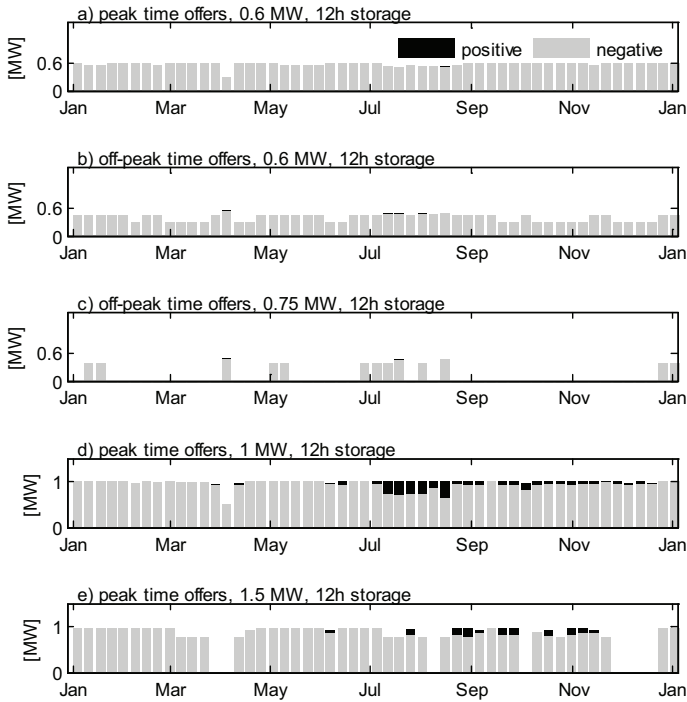 a) peak time offers, 0.6 MW, 12h storage
positive negative
[MW]
0.6
0
Jan Mar May Jul Sep Nov Jan
b) off-peak time offers, 0.6 MW, 12h storage
[MW]
0.6
0
Jan Mar May Jul Sep Nov Jan
c) off-peak time offers, 0.75 MW, 12h storage
[MW]
0.6
0
Jan Mar May Jul Sep Nov Jan
d) peak time offers, 1 MW, 12h storage
[MW]
1
0
Jan Mar May Jul Sep Nov Jan
e) peak time offers, 1.5 MW, 12h storage
[MW]
1
0
Jan Mar May Jul Sep Nov Jan